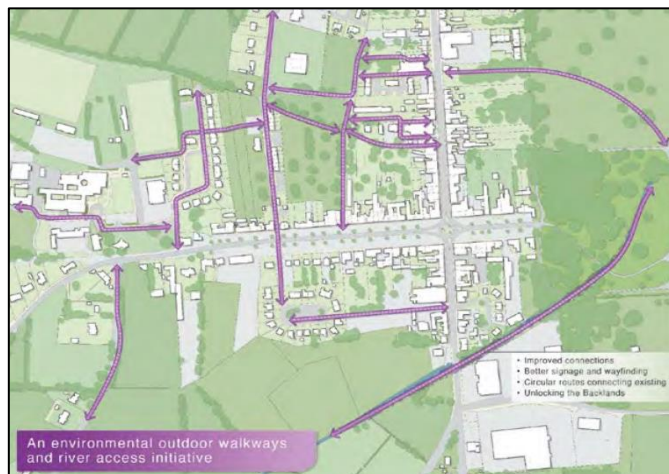 • Improved connections
• Better signage and wayfinding
• Circular routes connecting existing
• Unlocking the Backlands
An environmental outdoor walkways
and river access initiative